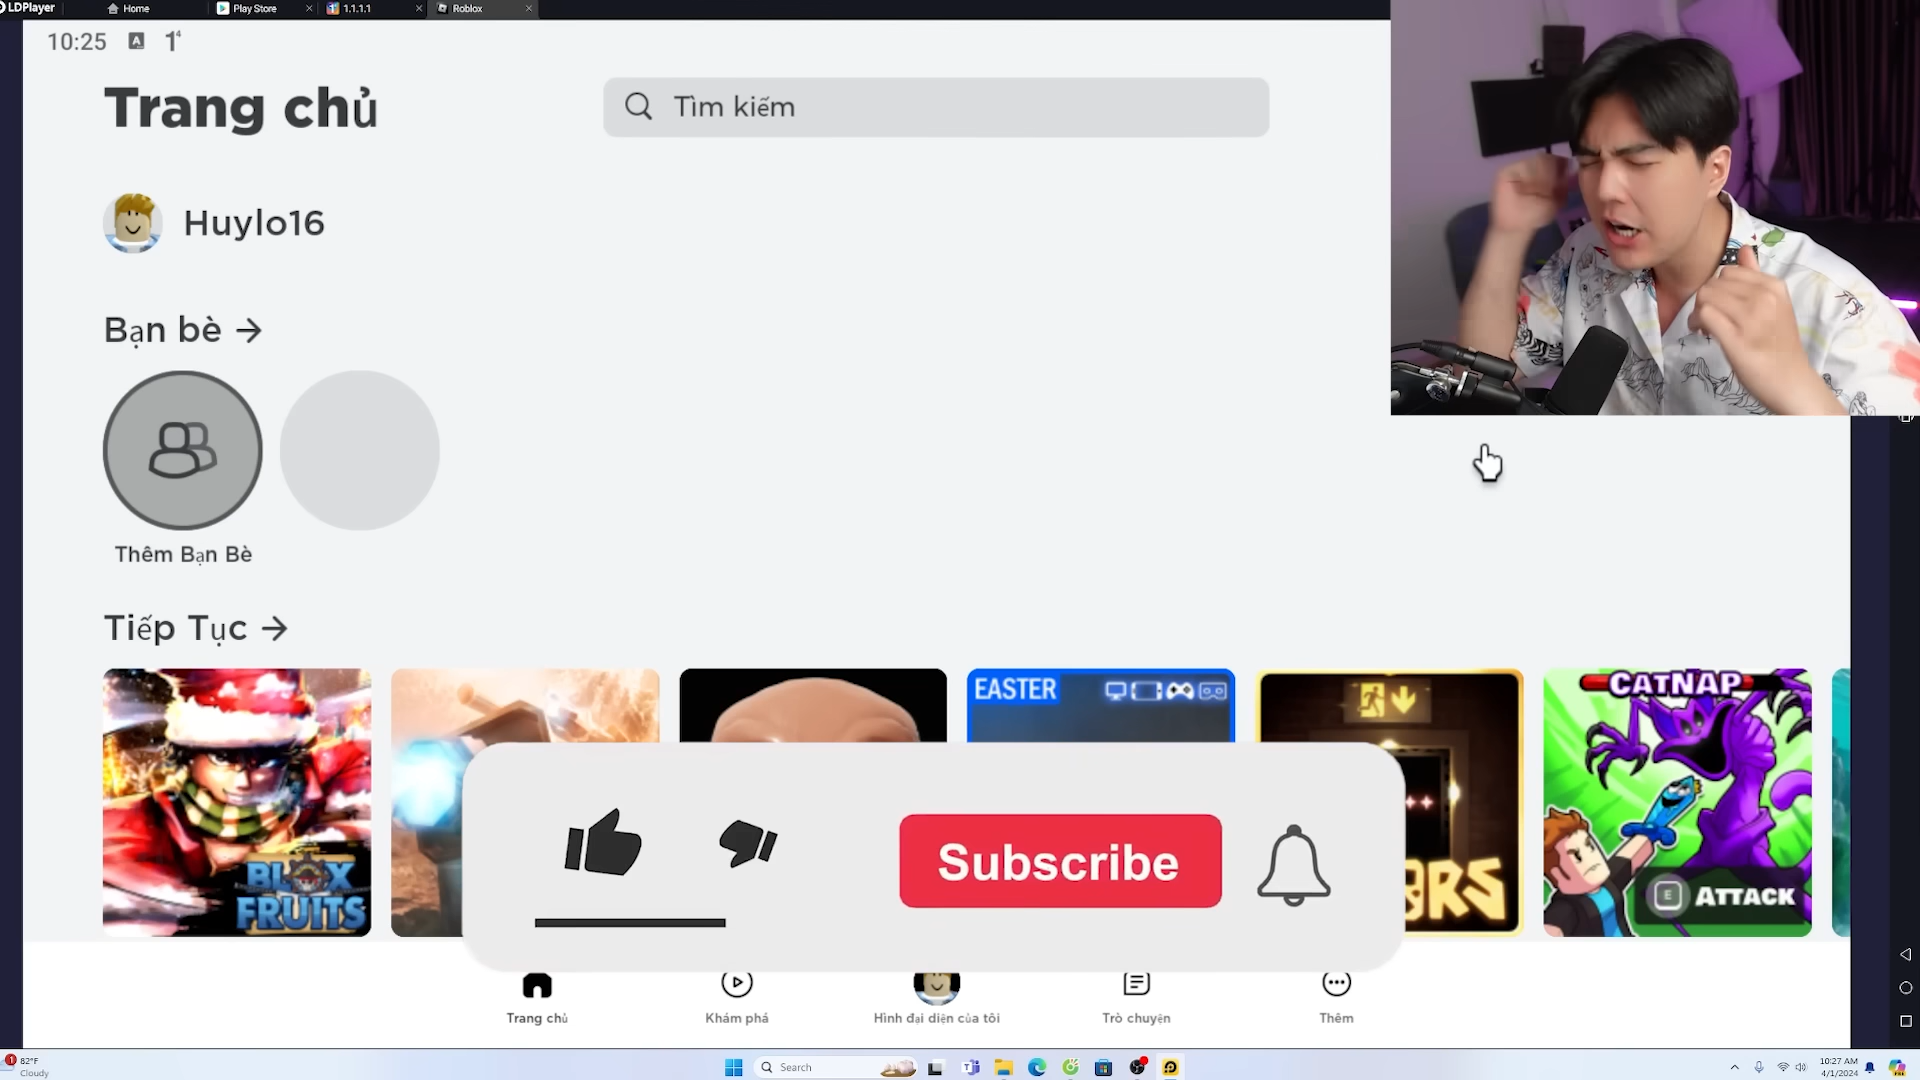 LDPlayer
Home
Play Store
1.1.1.1
Roblox
10:25
Trang chủ
Tìm kiếm
Huylo16
Bạn bè
Thêm Bạn Bè
Tiếp Tục
BLOX
FRUITS
EASTER
CATNAP
E ATTACK
Subscribe
Trang chủ
Khám phá
Hình đại diện của tôi
Trò chuyện
Thêm
1
82°F
Cloudy
Search
10:27 AM
4/1/2024